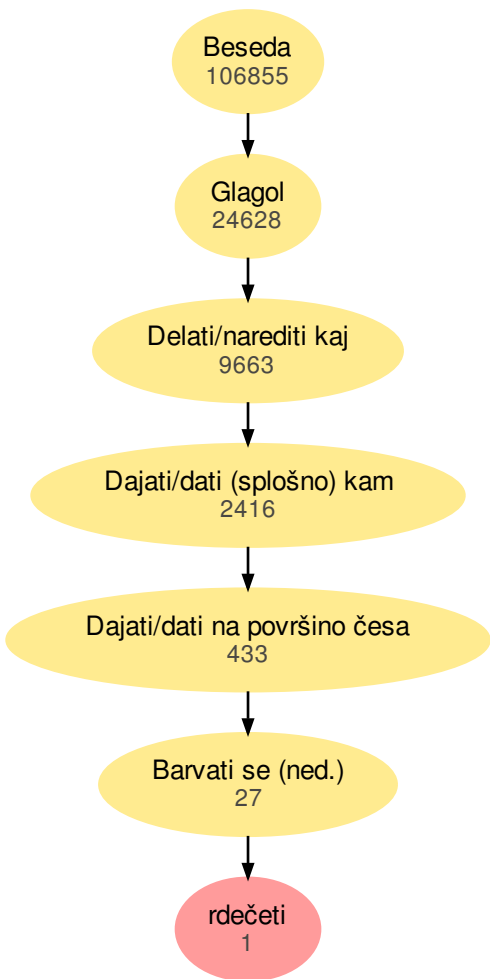 Beseda
106855
Glagol
24628
Delati/narediti kaj
9663
Dajati/dati (splošno) kam
2416
Dajati/dati na površino česa
433
Barvati se (ned.)
27
rdečeti
1